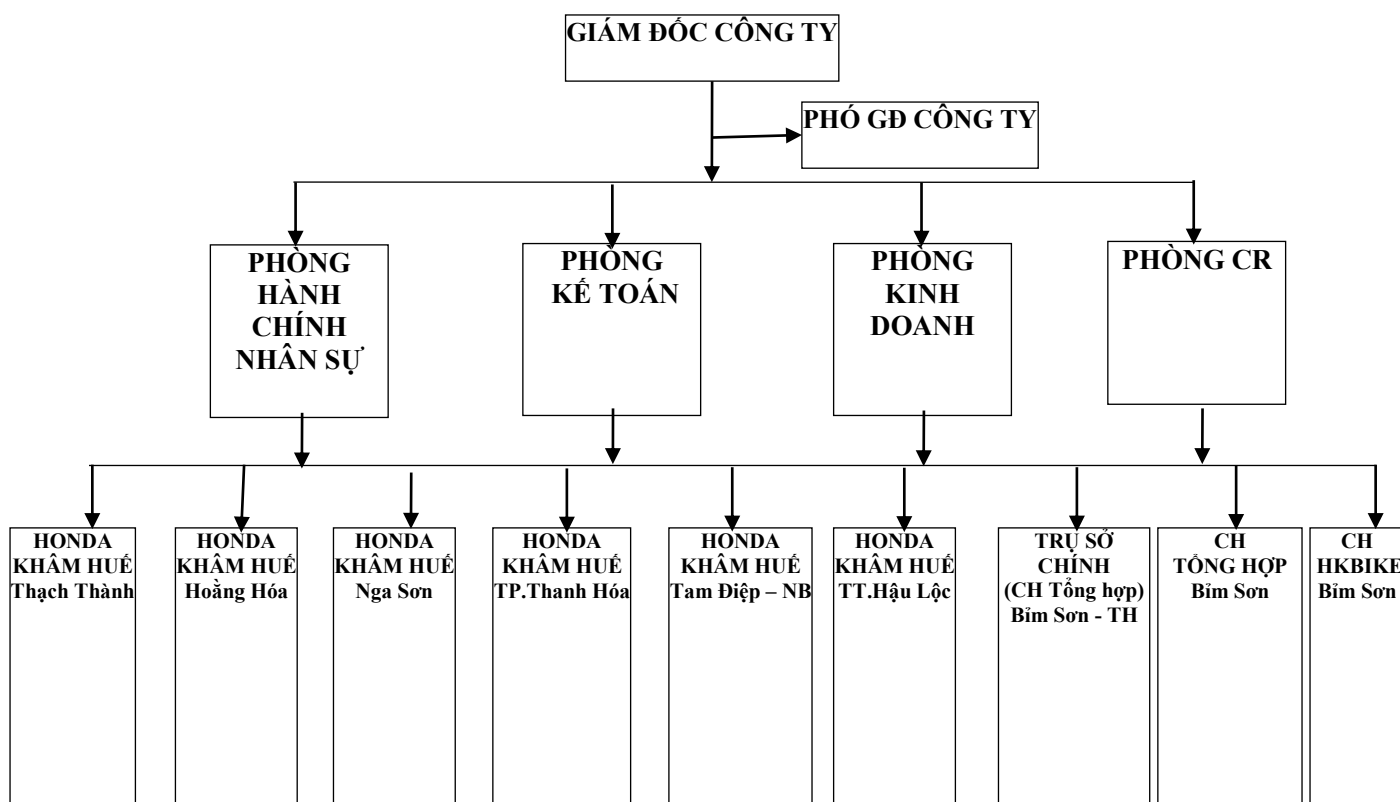 GIÁM ĐỐC CÔNG TY
PHÓ GĐ CÔNG TY
PHÒNG
HÀNH
CHÍNH
NHÂN SỰ
PHÒNG
KẾ TOÁN
PHÒNG
KINH
DOANH
PHÒNG CR
HONDA
KHÂM HUẾ
Thạch Thành
HONDA
KHÂM HUẾ
Hoằng Hóa
HONDA
KHÂM HUẾ
Nga Sơn
HONDA
KHÂM HUẾ
TP.Thanh Hóa
HONDA
KHÂM HUẾ
Tam Điệp – NB
HONDA
KHÂM HUẾ
TT.Hậu Lộc
TRỤ SỞ
CHÍNH
(CH Tổng hợp)
Bỉm Sơn - TH
CH
TỔNG HỢP
Bỉm Sơn
CH
HKBIKE
Bỉm Sơn